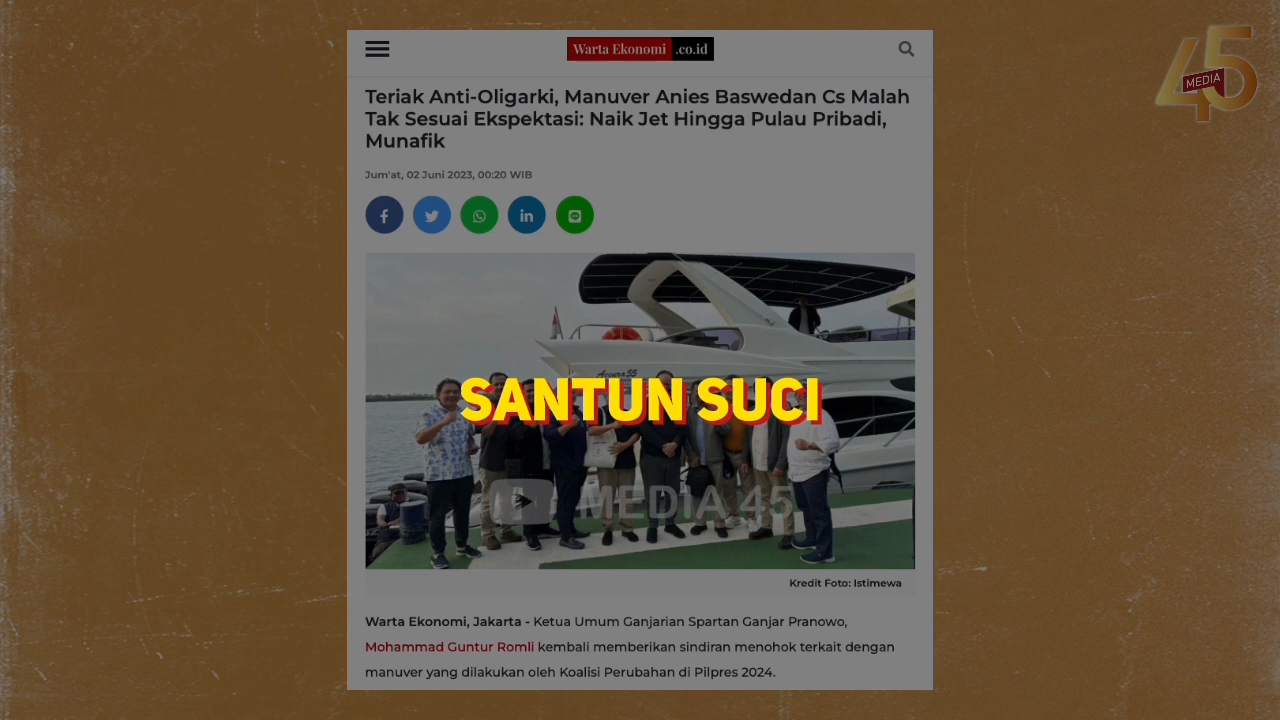 Warta Ekonomi .co.id
45
MEDIA
Teriak Anti-Oligarki, Manuver Anies Baswedan Cs Malah
Tak Sesuai Ekspektasi: Naik Jet Hingga Pulau Pribadi,
Munafik
Jum'at, 02 Juni 2023, 00:20 WIB
SANTUN SUCI
MEDIA 45
Kredit Foto: Istimewa
Warta Ekonomi, Jakarta - Ketua Umum Ganjarian Spartan Ganjar Pranowo,
Mohammad Guntur Romli kembali memberikan sindiran menohok terkait dengan
manuver yang dilakukan oleh Koalisi Perubahan di Pilpres 2024.